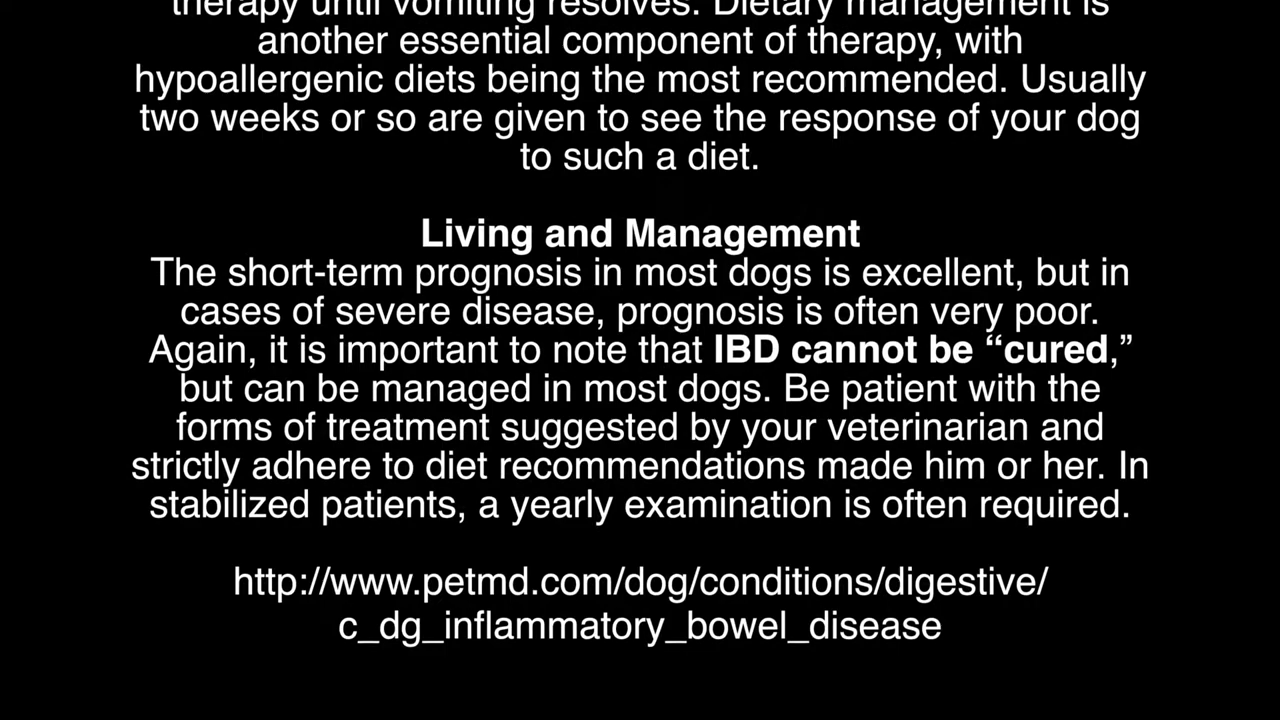 therapy until vomiting resolves. Dietary management is
another essential component of therapy, with
hypoallergenic diets being the most recommended. Usually
two weeks or so are given to see the response of your dog
to such a diet.
Living and Management
The short-term prognosis in most dogs is excellent, but in
cases of severe disease, prognosis is often very poor.
Again, it is important to note that IBD cannot be “cured,”
but can be managed in most dogs. Be patient with the
forms of treatment suggested by your veterinarian and
strictly adhere to diet recommendations made him or her. In
stabilized patients, a yearly examination is often required.
http://www.petmd.com/dog/conditions/digestive/
c_dg_inflammatory_bowel_disease